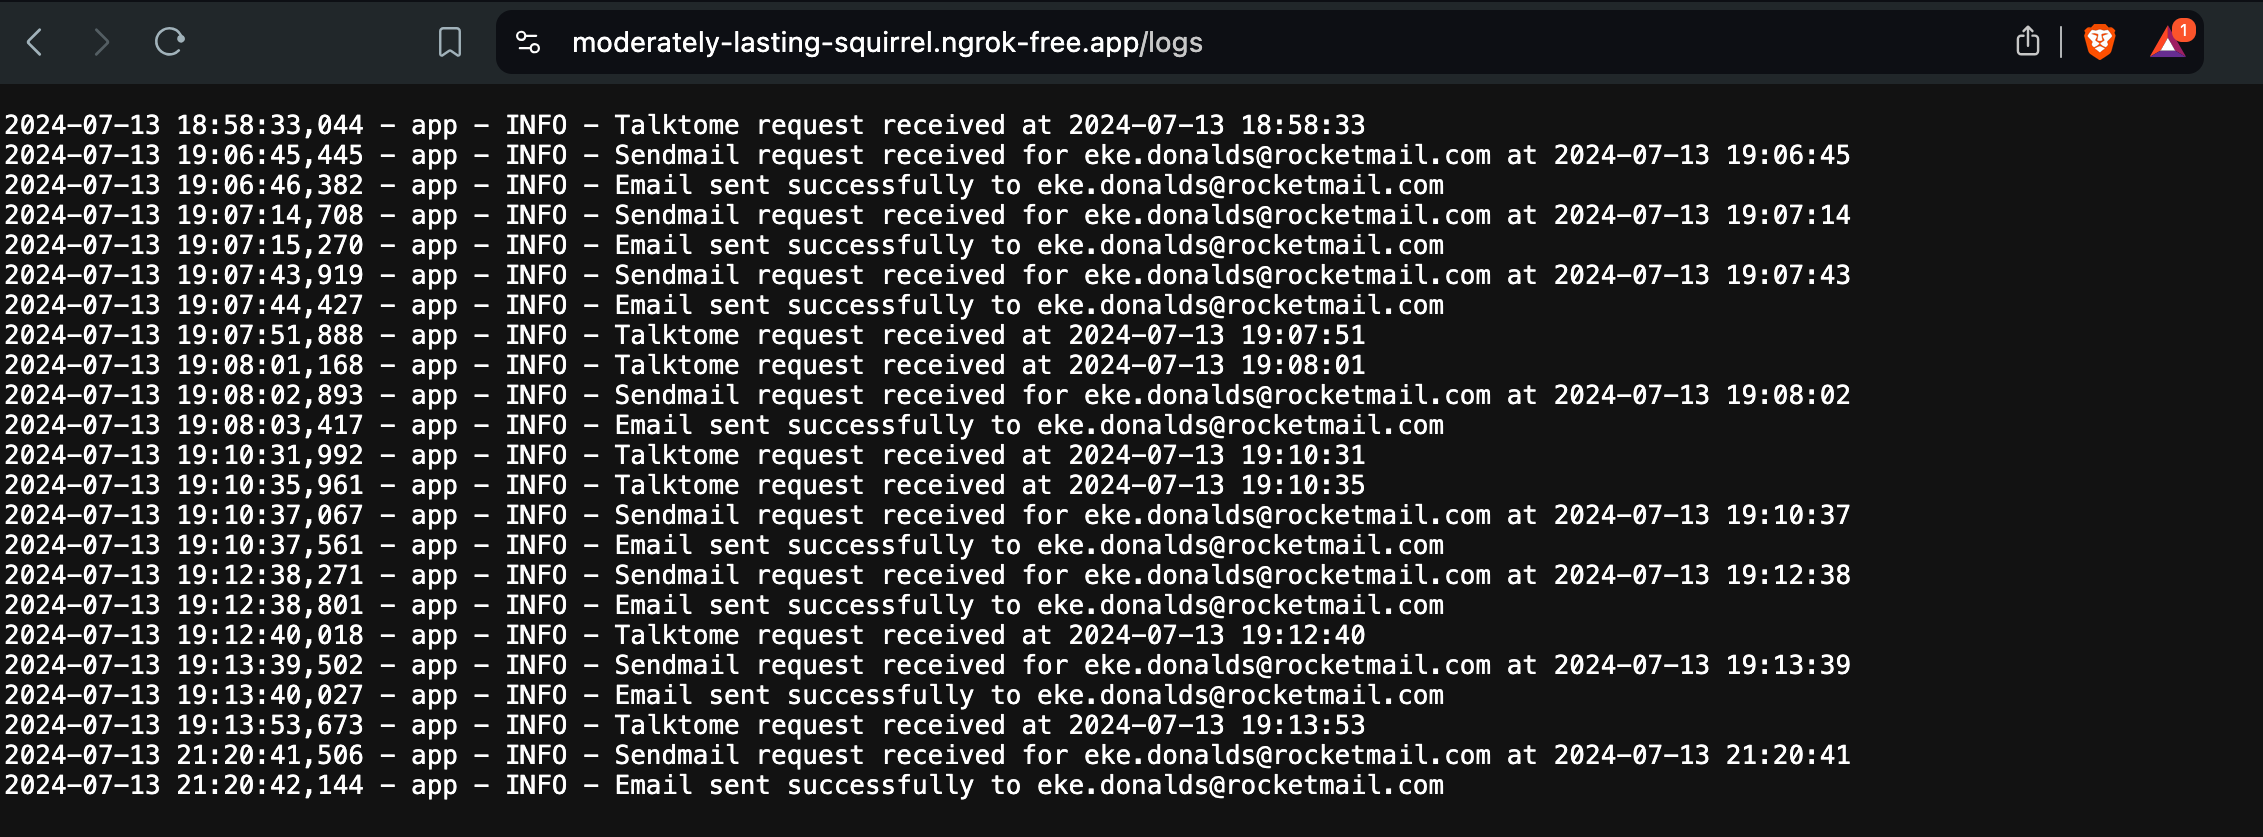 moderately-lasting-squirrel.ngrok-free.app/logs
1
2024-07-13 18:58:33,044 - app - INFO - Talktome request received at 2024-07-13 18:58:33
2024-07-13 19:06:45,445 - app - INFO - Sendmail request received for eke.donalds@rocketmail.com at 2024-07-13 19:06:45
2024-07-13 19:06:46,382 - app - INFO - Email sent successfully to eke.donalds@rocketmail.com
2024-07-13 19:07:14,708 - app - INFO - Sendmail request received for eke.donalds@rocketmail.com at 2024-07-13 19:07:14
2024-07-13 19:07:15,270 - app - INFO - Email sent successfully to eke.donalds@rocketmail.com
2024-07-13 19:07:43,919 - app - INFO - Sendmail request received for eke.donalds@rocketmail.com at 2024-07-13 19:07:43
2024-07-13 19:07:44,427 - app - INFO - Email sent successfully to eke.donalds@rocketmail.com
2024-07-13 19:07:51,888 - app - INFO - Talktome request received at 2024-07-13 19:07:51
2024-07-13 19:08:01,168 - app - INFO - Talktome request received at 2024-07-13 19:08:01
2024-07-13 19:08:02,893 - app - INFO - Sendmail request received for eke.donalds@rocketmail.com at 2024-07-13 19:08:02
2024-07-13 19:08:03,417 - app - INFO - Email sent successfully to eke.donalds@rocketmail.com
2024-07-13 19:10:31,992 - app - INFO - Talktome request received at 2024-07-13 19:10:31
2024-07-13 19:10:35,961 - app - INFO - Talktome request received at 2024-07-13 19:10:35
2024-07-13 19:10:37,067 - app - INFO - Sendmail request received for eke.donalds@rocketmail.com at 2024-07-13 19:10:37
2024-07-13 19:10:37,561 - app - INFO - Email sent successfully to eke.donalds@rocketmail.com
2024-07-13 19:12:38,271 - app - INFO - Sendmail request received for eke.donalds@rocketmail.com at 2024-07-13 19:12:38
2024-07-13 19:12:38,801 - app - INFO - Email sent successfully to eke.donalds@rocketmail.com
2024-07-13 19:12:40,018 - app - INFO - Talktome request received at 2024-07-13 19:12:40
2024-07-13 19:13:39,502 - app - INFO - Sendmail request received for eke.donalds@rocketmail.com at 2024-07-13 19:13:39
2024-07-13 19:13:40,027 - app - INFO - Email sent successfully to eke.donalds@rocketmail.com
2024-07-13 19:13:53,673 - app - INFO - Talktome request received at 2024-07-13 19:13:53
2024-07-13 21:20:41,506 - app - INFO - Sendmail request received for eke.donalds@rocketmail.com at 2024-07-13 21:20:41
2024-07-13 21:20:42,144 - app - INFO - Email sent successfully to eke.donalds@rocketmail.com